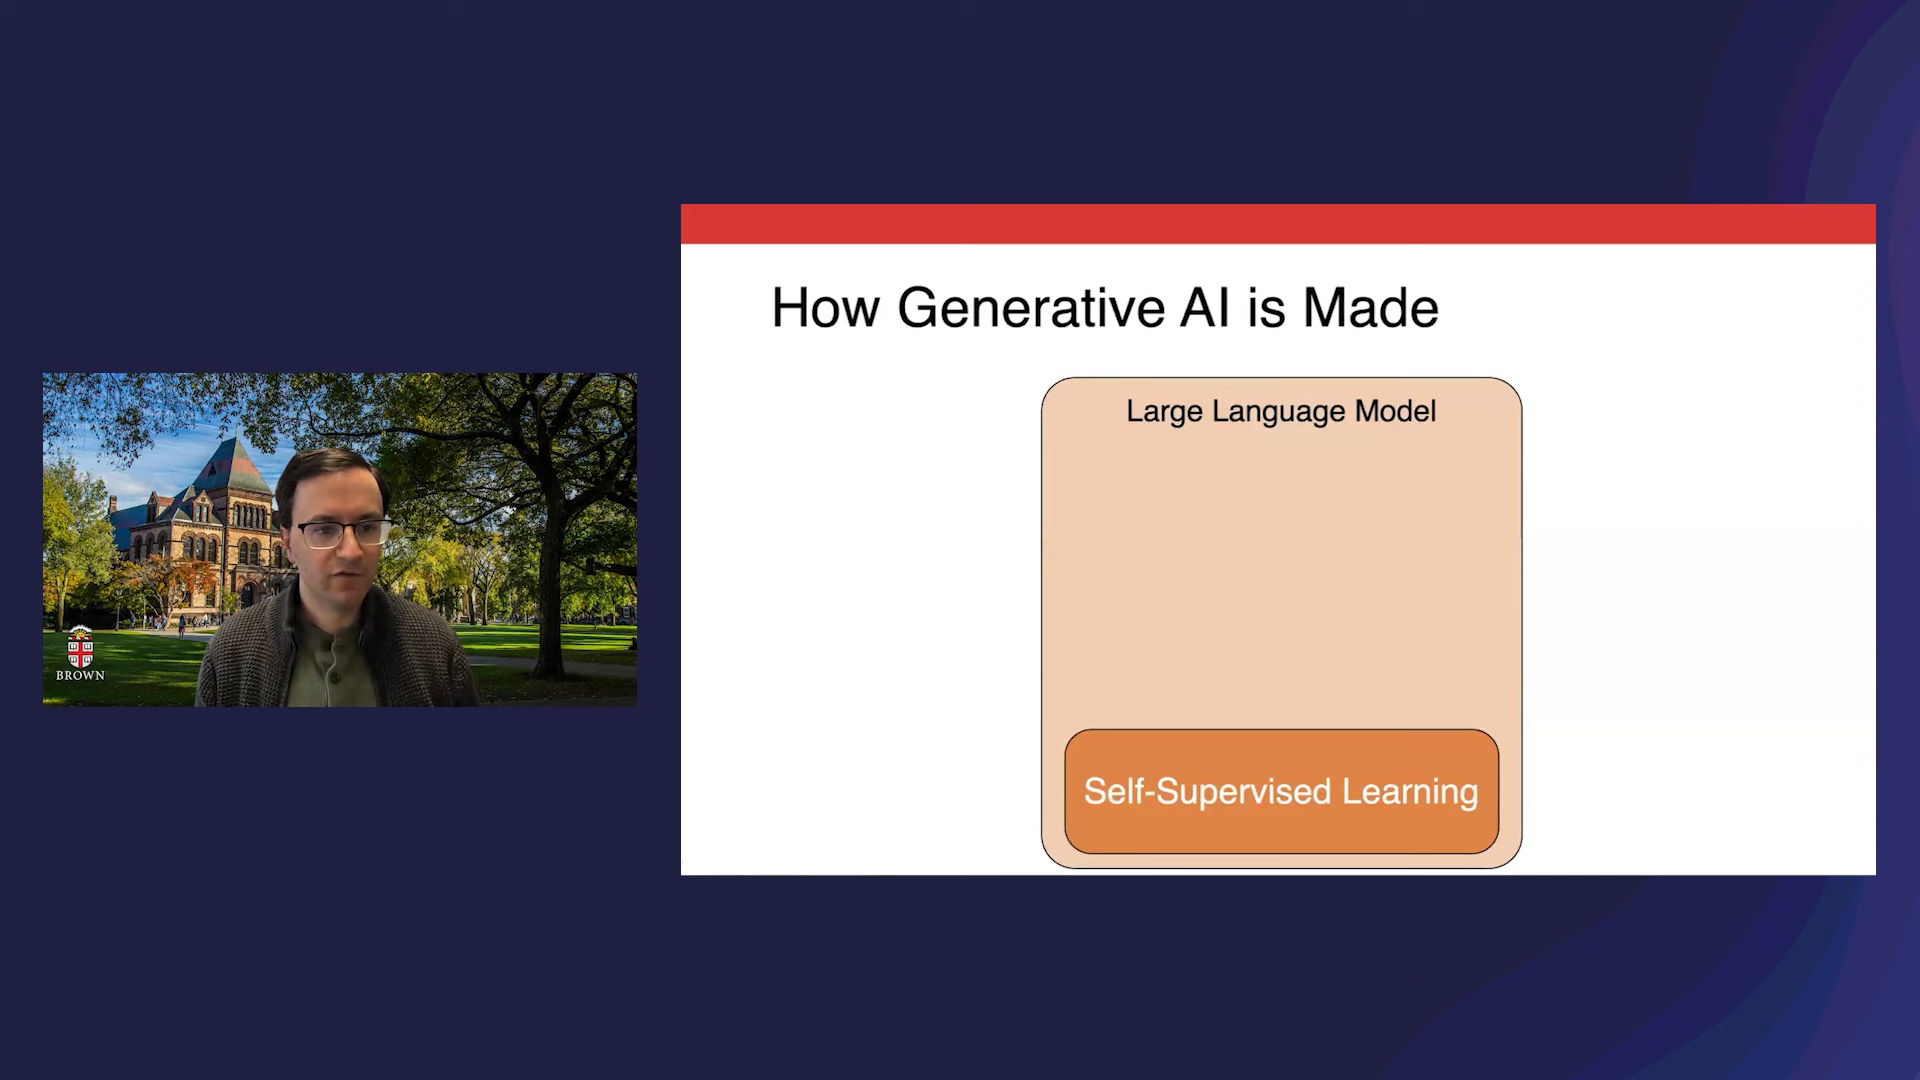 BROWN
How Generative AI is Made
Large Language Model
Self-Supervised Learning